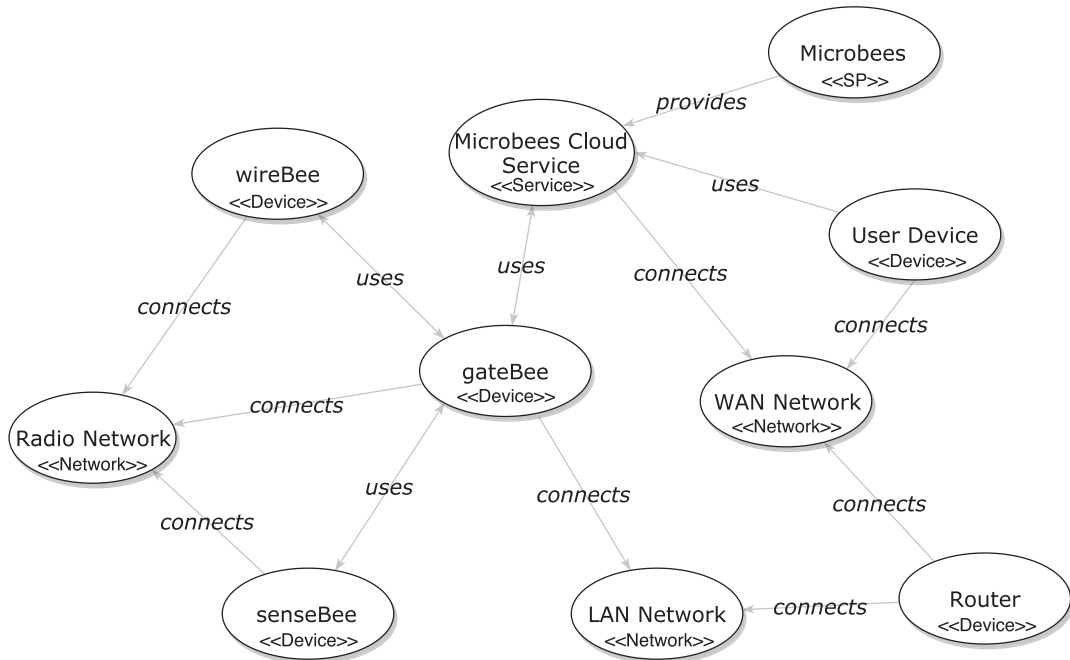 Microbees
<<SP>>
provides
Microbees Cloud
Service
<<Service>>
wireBee
<<Device>>
uses
User Device
<<Device>>
uses
uses
connects
connects
connects
gateBee
<<Device>>
WAN Network
<<Network>>
connects
Radio Network
<<Network>>
uses
connects
connects
connects
senseBee
<<Device>>
LAN Network
<<Network>>
connects
Router
<<Device>>